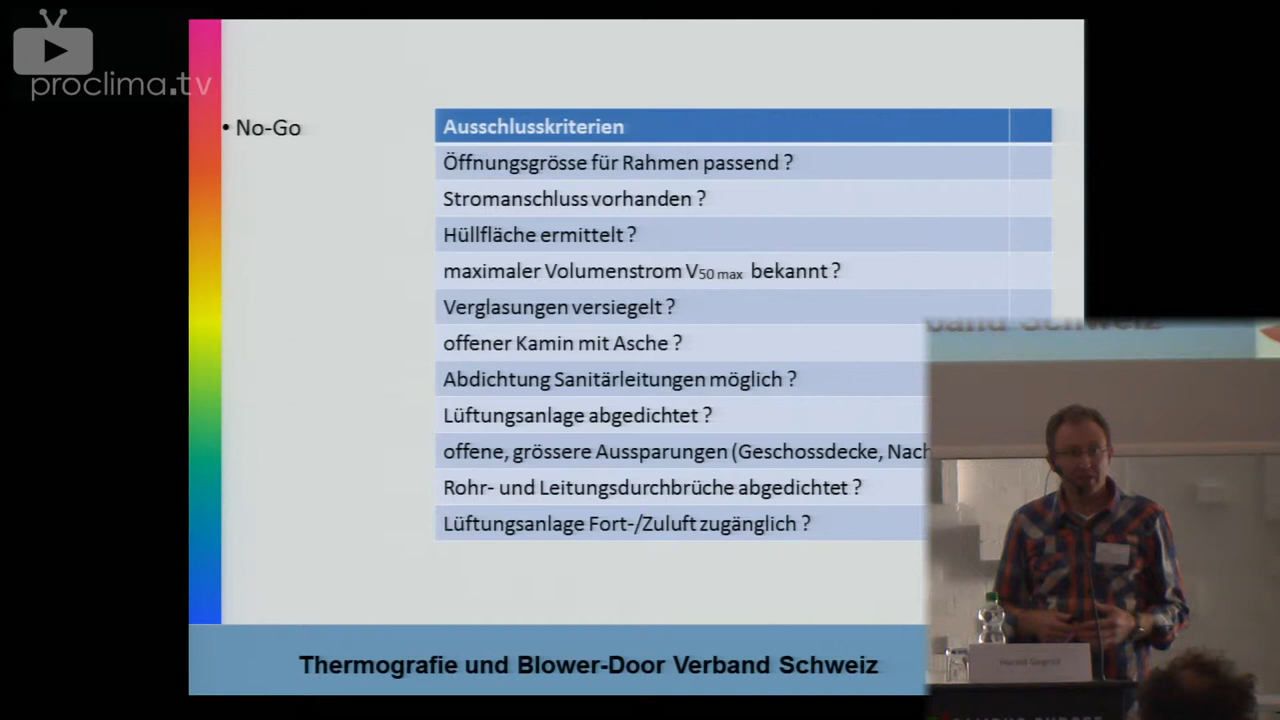 proclima.tv
• No-Go
Ausschlusskriterien
Öffnungsgrösse für Rahmen passend ?
Stromanschluss vorhanden ?
Hüllfläche ermittelt ?
maximaler Volumenstrom V50 max bekannt ?
Verglasungen versiegelt ?
offener Kamin mit Asche ?
Abdichtung Sanitärleitungen möglich ?
Lüftungsanlage abgedichtet ?
offene, grössere Aussparungen (Geschossdecke, Nach
Rohr- und Leitungsdurchbrüche abgedichtet ?
Lüftungsanlage Fort-/Zuluft zugänglich ?
Thermografie und Blower-Door Verband Schweiz